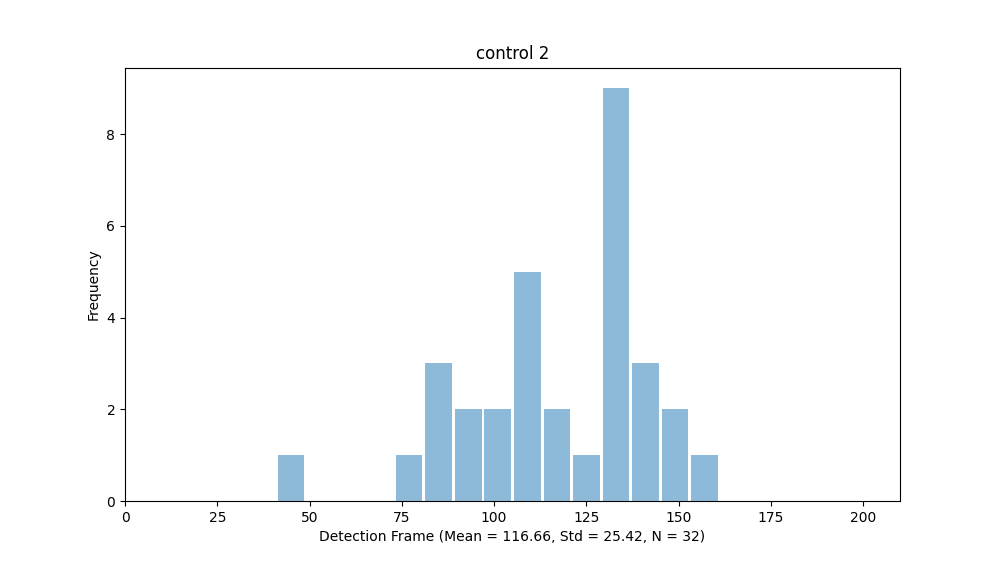 control 2
Frequency
8
6
4
2
0
0 25 50 75 100 125 150 175 200
Detection Frame (Mean = 116.66, Std = 25.42, N = 32)